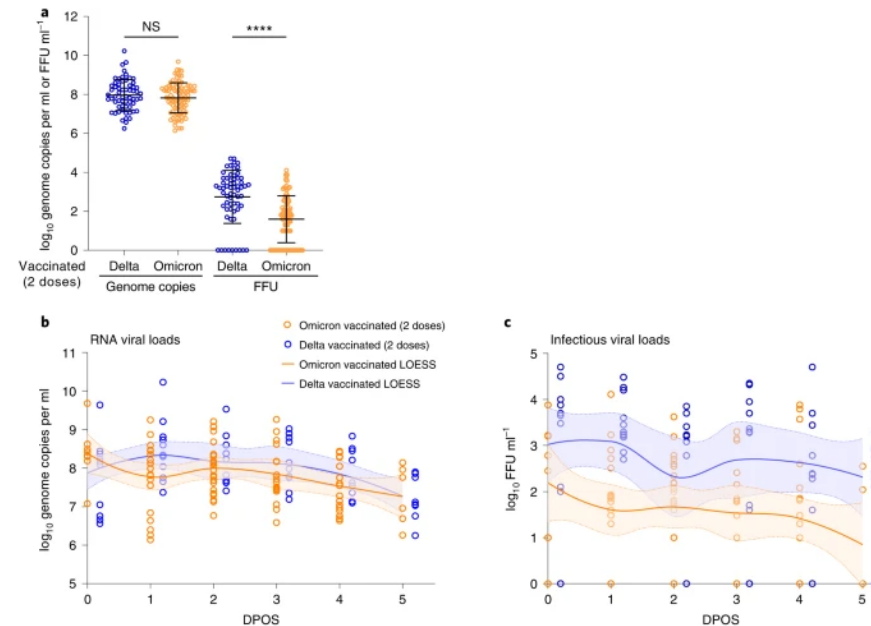 a
log10 genome copies per ml or FFU ml−1
12
10
8
6
4
2
0
NS
****
Vaccinated
(2 doses)
Delta
Omicron
Delta
Omicron
Genome copies
FFU
b
RNA viral loads
Omicron vaccinated (2 doses)
Delta vaccinated (2 doses)
Omicron vaccinated LOESS
Delta vaccinated LOESS
log10 genome copies per ml
11
10
9
8
7
6
5
0 1 2 3 4 5
DPOS
c
Infectious viral loads
log10 FFU ml−1
5
4
3
2
1
0
0 1 2 3 4 5
DPOS